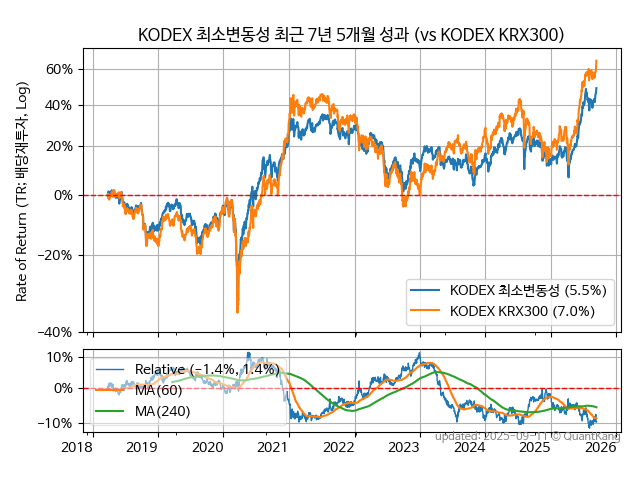 KODEX 최소변동성 최근 7년 5개월 성과 (vs KODEX KRX300)
Rate of Return (TR: 배당재투자, Log)
60%
40%
20%
0%
−20%
−40%
KODEX 최소변동성 (5.5%)
KODEX KRX300 (7.0%)
10%
0%
−10%
Relative (−1.4%, 1.4%)
MA(60)
MA(240)
2018 2019 2020 2021 2022 2023 2024 2025 2026
updated: 2025-09-11 © QuantKang